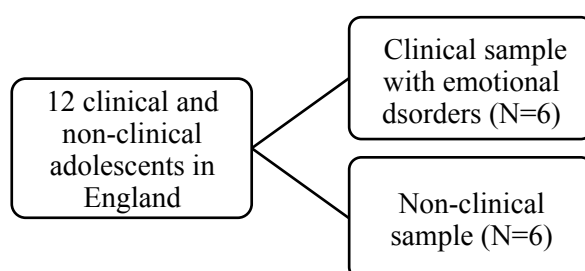 12 clinical and
non-clinical
adolescents in
England
Clinical sample
with emotional
dsorders (N=6)
Non-clinical
sample (N=6)